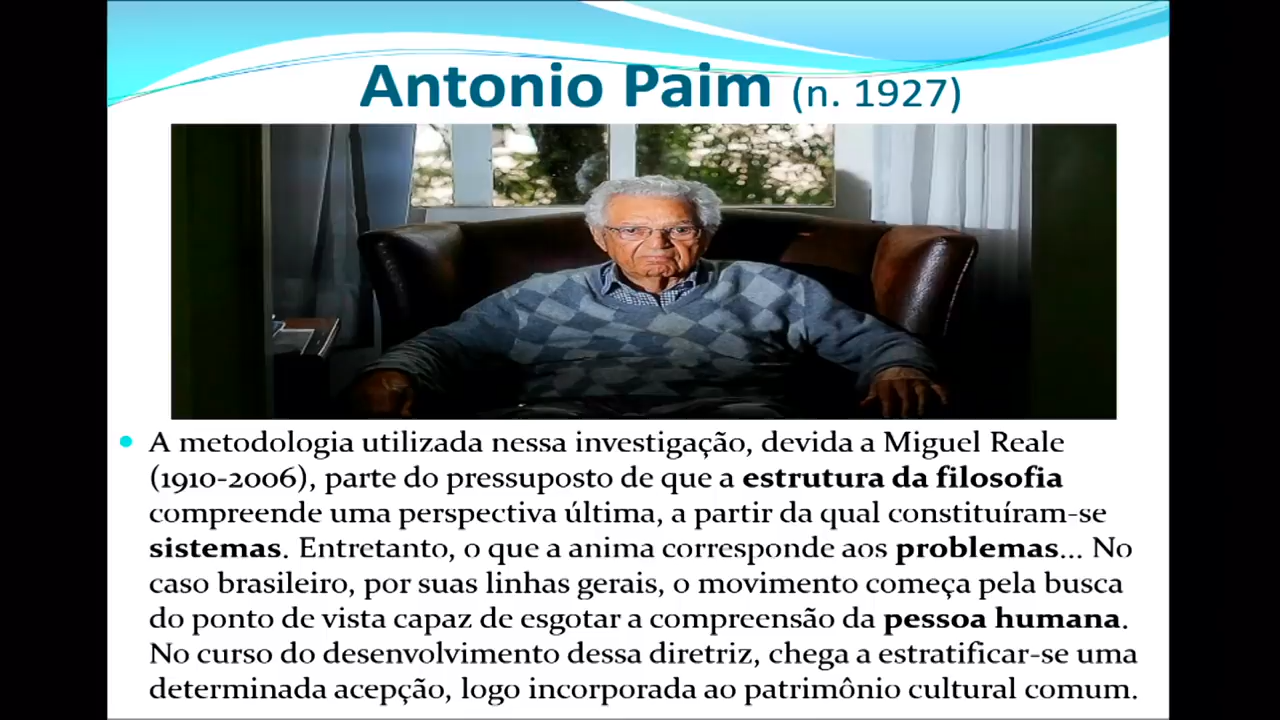 Antonio Paim (n. 1927)
A metodologia utilizada nessa investigação, devida a Miguel Reale
(1910-2006), parte do pressuposto de que a estrutura da filosofia
compreende uma perspectiva última, a partir da qual constituíram-se
sistemas. Entretanto, o que a anima corresponde aos problemas... No
caso brasileiro, por suas linhas gerais, o movimento começa pela busca
do ponto de vista capaz de esgotar a compreensão da pessoa humana.
No curso do desenvolvimento dessa diretriz, chega a estratificar-se uma
determinada acepção, logo incorporada ao patrimônio cultural comum.